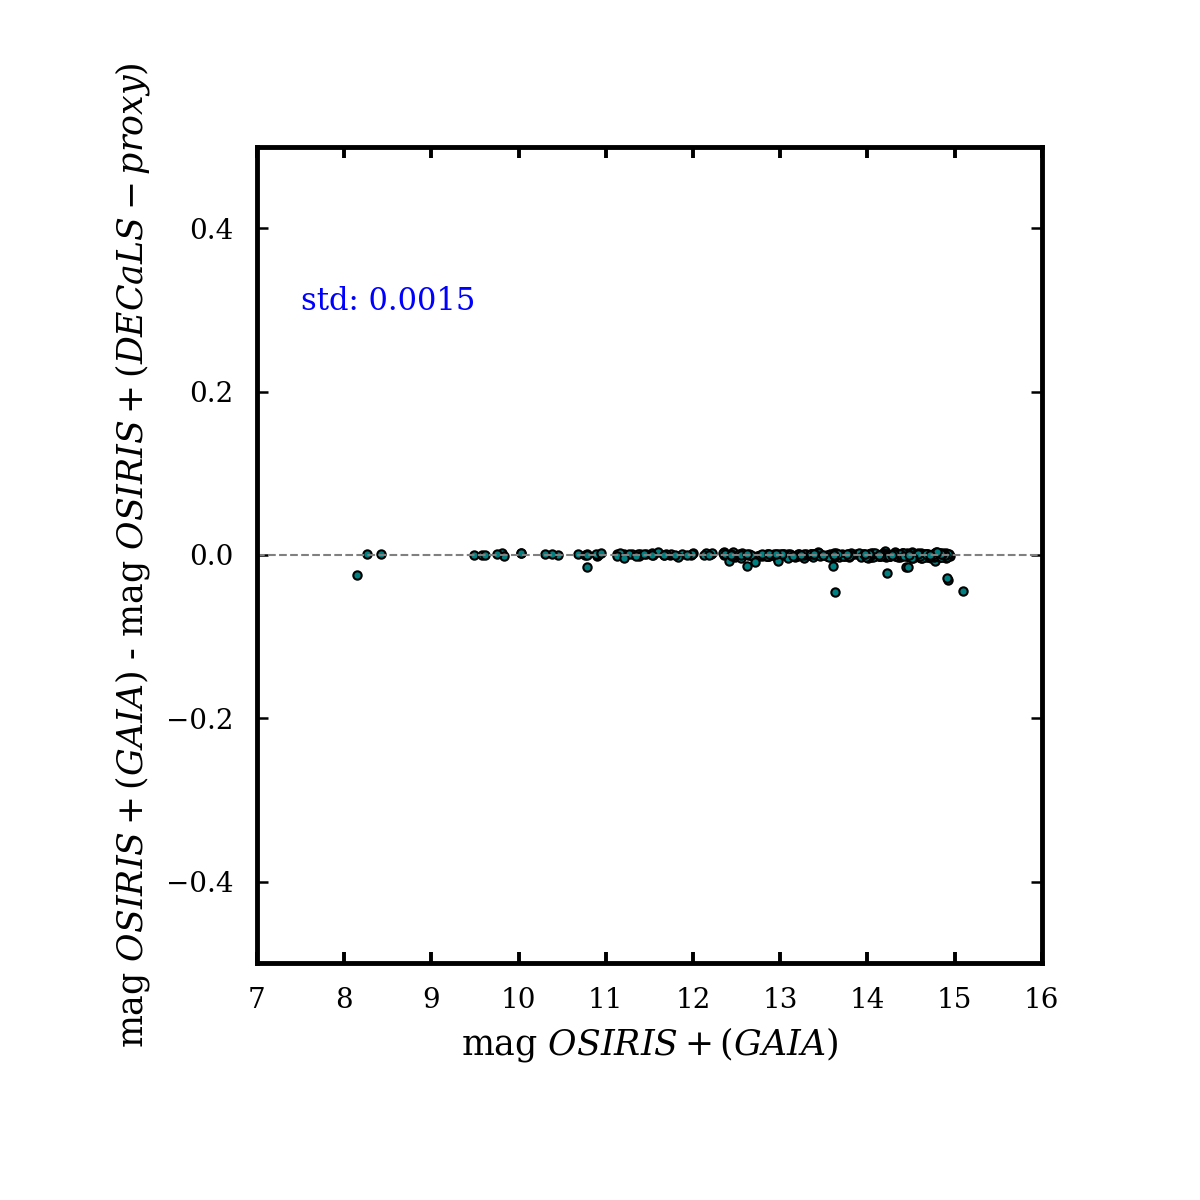 mag OSIRIS + (GAIA) - mag OSIRIS + (DECaLS − proxy)
0.4
std: 0.0015
0.2
0.0
−0.2
−0.4
7 8 9 10 11 12 13 14 15 16
mag OSIRIS + (GAIA)